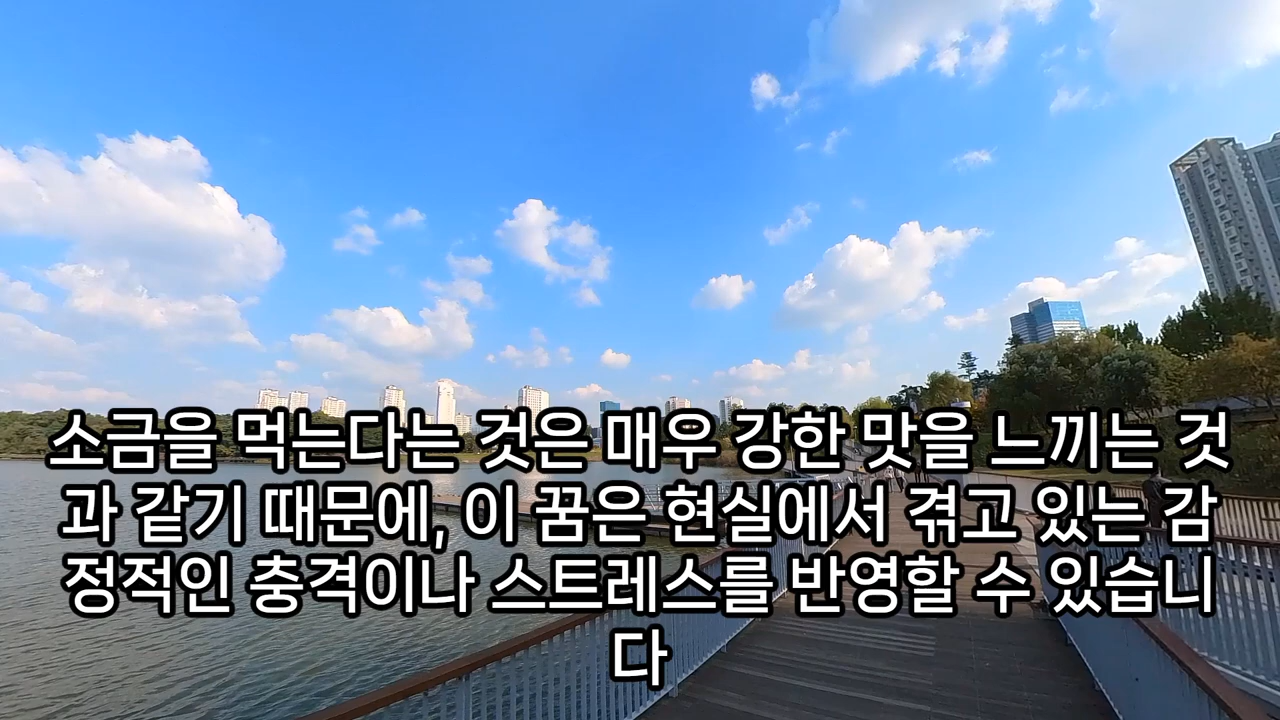 소금을 먹는다는 것은 매우 강한 맛을 느끼는 것
과 같기 때문에, 이 꿈은 현실에서 겪고 있는 감
정적인 충격이나 스트레스를 반영할 수 있습니
다